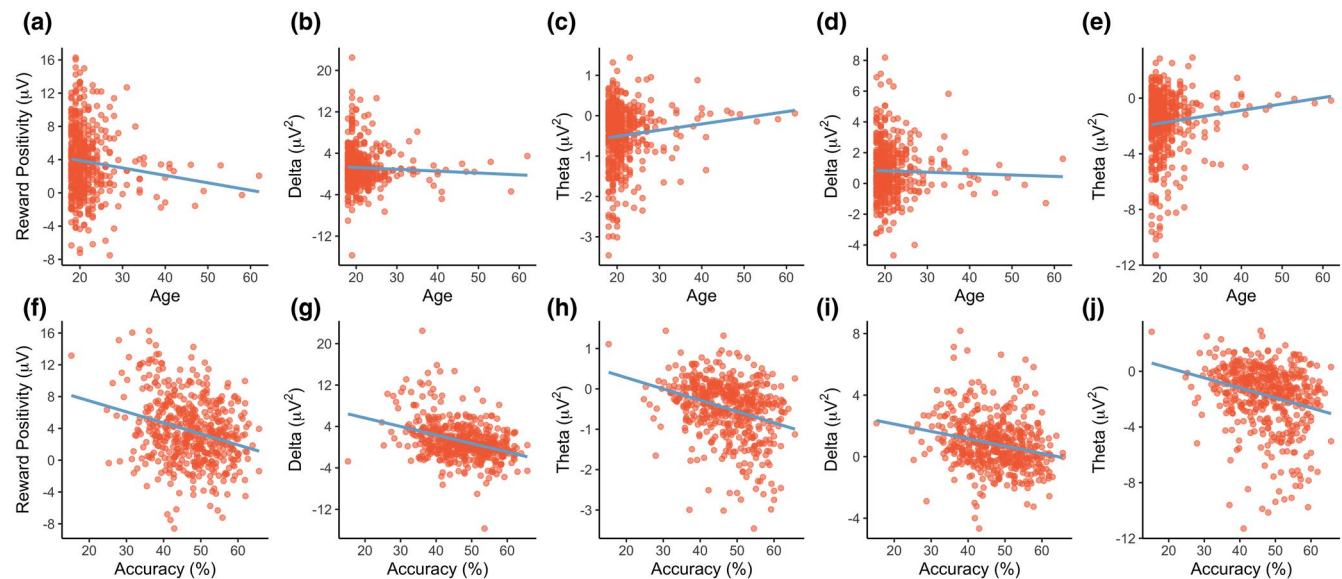 (a)
(b)
(c)
(d)
(e)
Reward Positivity (μV)
16
12
8
4
0
-4
-8
20 30 40 50 60
Age
Delta (μV²)
20
12
4
-4
-12
20 30 40 50 60
Age
Theta (μV²)
1
0
-1
-2
-3
20 30 40 50 60
Age
Delta (μV²)
8
6
4
2
0
-2
-4
20 30 40 50 60
Age
Theta (μV²)
0
-4
-8
-12
20 30 40 50 60
Age
(f)
(g)
(h)
(i)
(j)
Reward Positivity (μV)
16
12
8
4
0
-4
-8
20 30 40 50 60
Accuracy (%)
Delta (μV²)
20
12
4
-4
-12
20 30 40 50 60
Accuracy (%)
Theta (μV²)
1
0
-1
-2
-3
20 30 40 50 60
Accuracy (%)
Delta (μV²)
8
4
0
-4
20 30 40 50 60
Accuracy (%)
Theta (μV²)
0
-4
-8
-12
20 30 40 50 60
Accuracy (%)